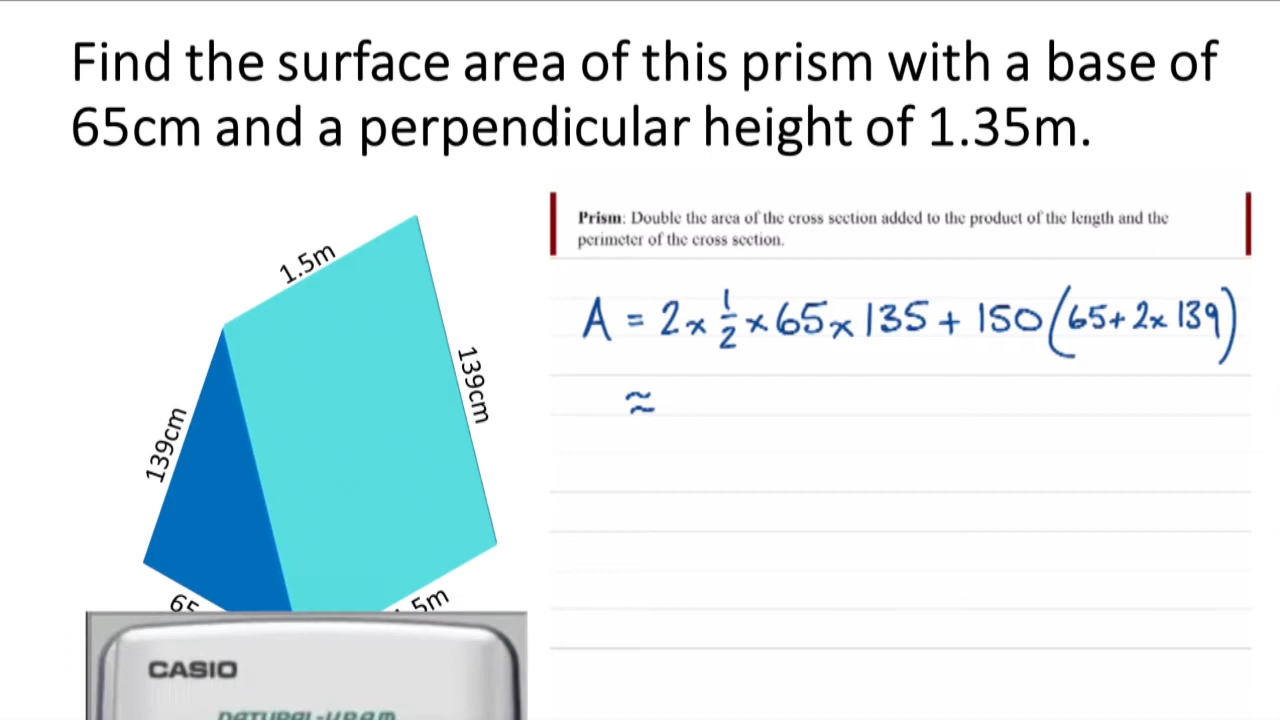 Find the surface area of this prism with a base of
65cm and a perpendicular height of 1.35m.
Prism: Double the area of the cross section added to the product of the length and the
perimeter of the cross section.
1.5m
A = 2 × 1/2 × 65 × 135 + 150 (65 + 2 × 139)
≈
139cm
139cm
65
5m
CASIO